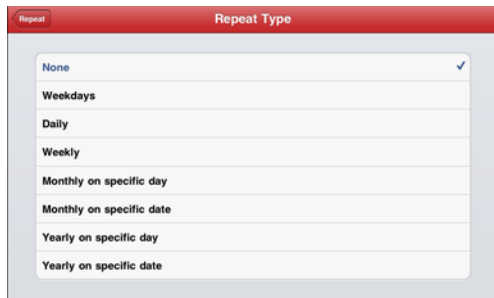 Repeat
Repeat Type
None
Weekdays
Daily
Weekly
Monthly on specific day
Monthly on specific date
Yearly on specific day
Yearly on specific date